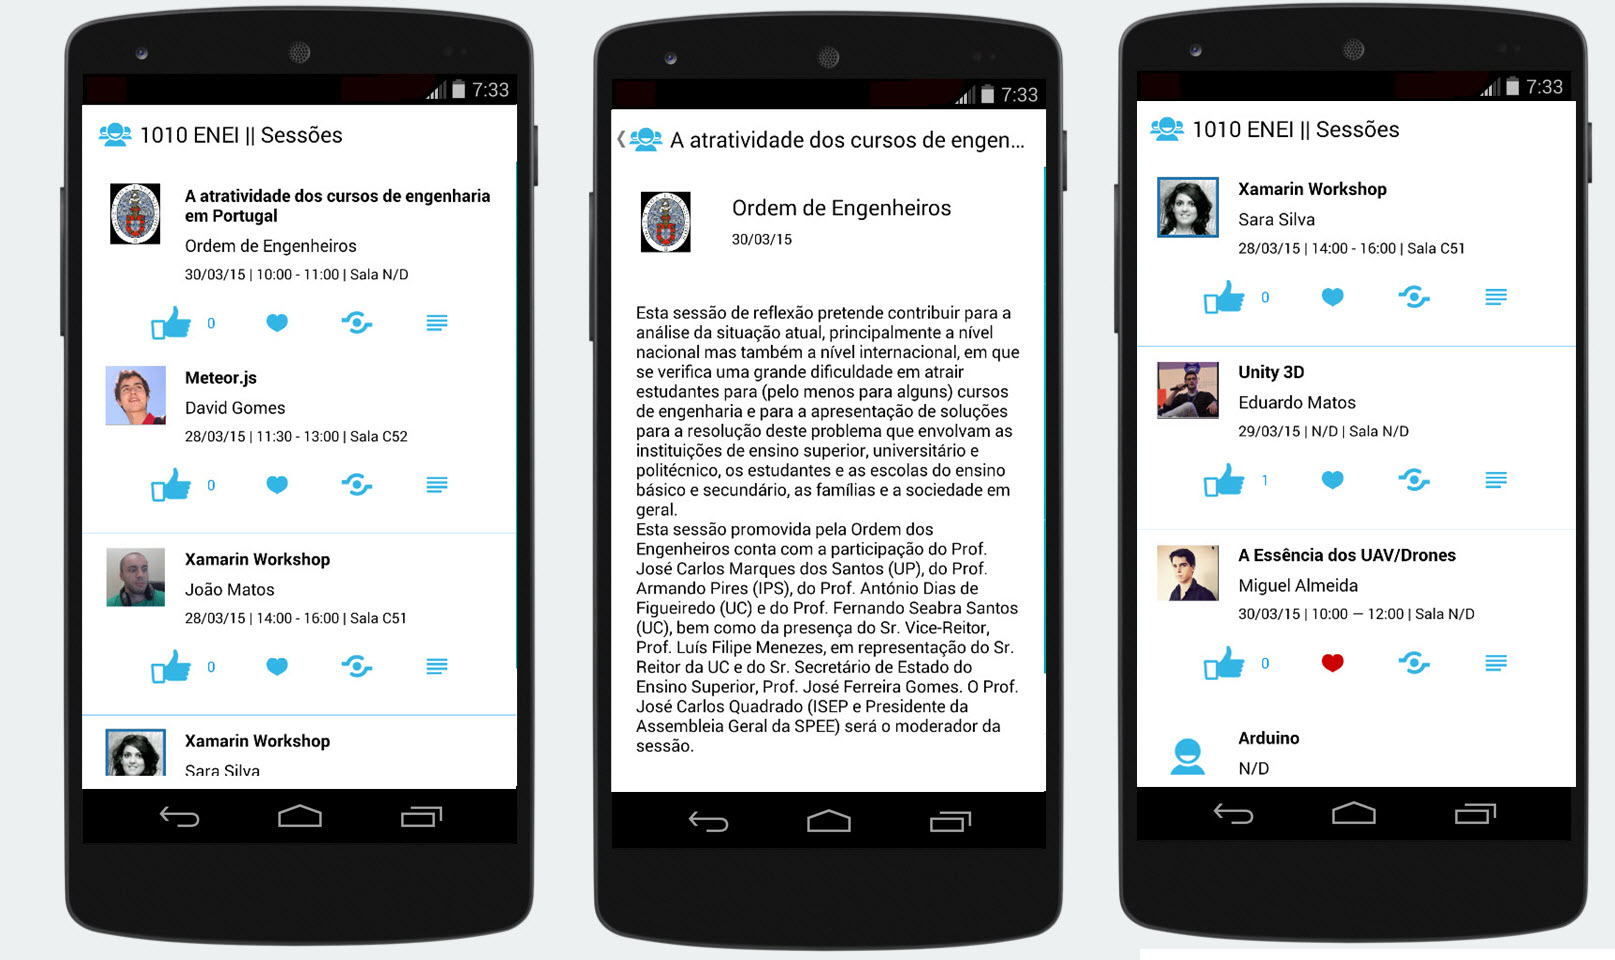 7:33
1010 ENEI || Sessões
A atratividade dos cursos de engenharia
em Portugal
Ordem de Engenheiros
30/03/15 | 10:00 - 11:00 | Sala N/D
0
Meteor.js
David Gomes
28/03/15 | 11:30 - 13:00 | Sala C52
0
Xamarin Workshop
João Matos
28/03/15 | 14:00 - 16:00 | Sala C51
0
Xamarin Workshop
Sara Silva
7:33
A atratividade dos cursos de engen...
Ordem de Engenheiros
30/03/15
Esta sessão de reflexão pretende contribuir para a
análise da situação atual, principalmente a nível
nacional mas também a nível internacional, em que
se verifica uma grande dificuldade em atrair
estudantes para (pelo menos para alguns) cursos
de engenharia e para a apresentação de soluções
para a resolução deste problema que envolvam as
instituições de ensino superior, universitário e
politécnico, os estudantes e as escolas do ensino
básico e secundário, as famílias e a sociedade em
geral.
Esta sessão promovida pela Ordem dos
Engenheiros conta com a participação do Prof.
José Carlos Marques dos Santos (UP), do Prof.
Armando Pires (IPS), do Prof. António Dias de
Figueiredo (UC) e do Prof. Fernando Seabra Santos
(UC), bem como da presença do Sr. Vice-Reitor,
Prof. Luís Filipe Menezes, em representação do Sr.
Reitor da UC e do Sr. Secretário de Estado do
Ensino Superior, Prof. José Ferreira Gomes. O Prof.
José Carlos Quadrado (ISEP e Presidente da
Assembleia Geral da SPEE) será o moderador da
sessão.
7:33
1010 ENEI || Sessões
Xamarin Workshop
Sara Silva
28/03/15 | 14:00 - 16:00 | Sala C51
0
Unity 3D
Eduardo Matos
29/03/15 | N/D | Sala N/D
1
A Essência dos UAV/Drones
Miguel Almeida
30/03/15 | 10:00 — 12:00 | Sala N/D
0
Arduino
N/D